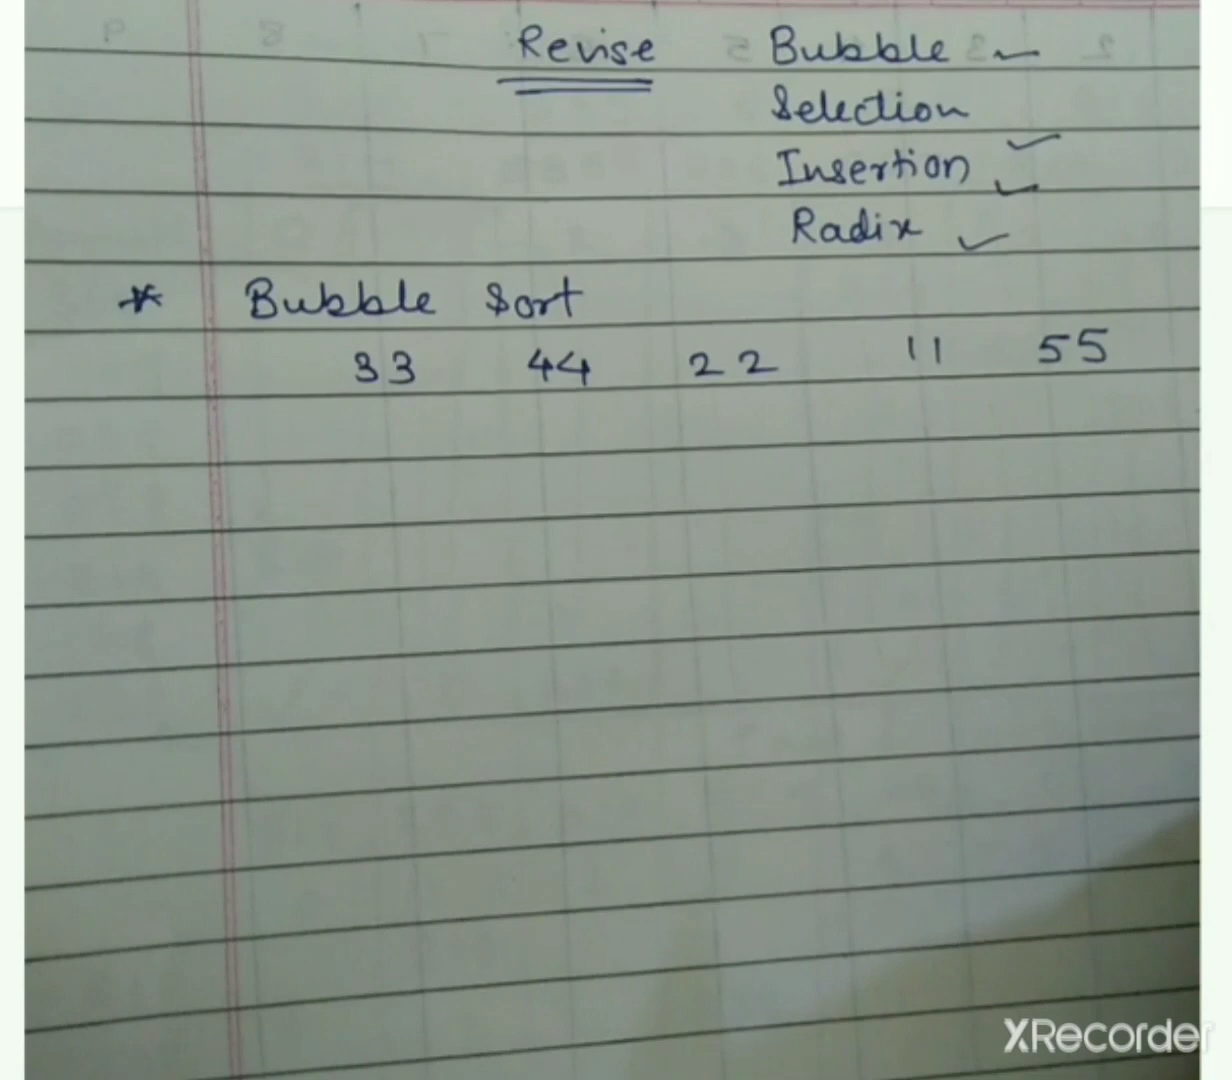 Revise Bubble
Selection
Insertion
Radix
* Bubble Sort
33 44 22 11 55
XRecorder